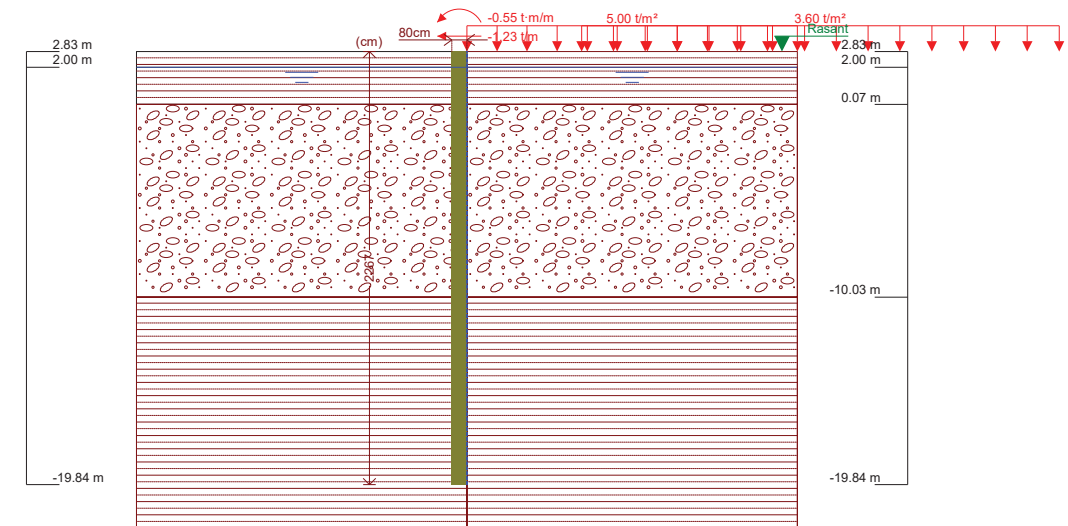 -0.55 t·m/m
5.00 t/m²
3.60 t/m²
80cm
-1.23 t/m
Rasant
(cm)
2.83 m
2.83 m
2.00 m
2.00 m
0.07 m
2267
-10.03 m
-19.84 m
-19.84 m